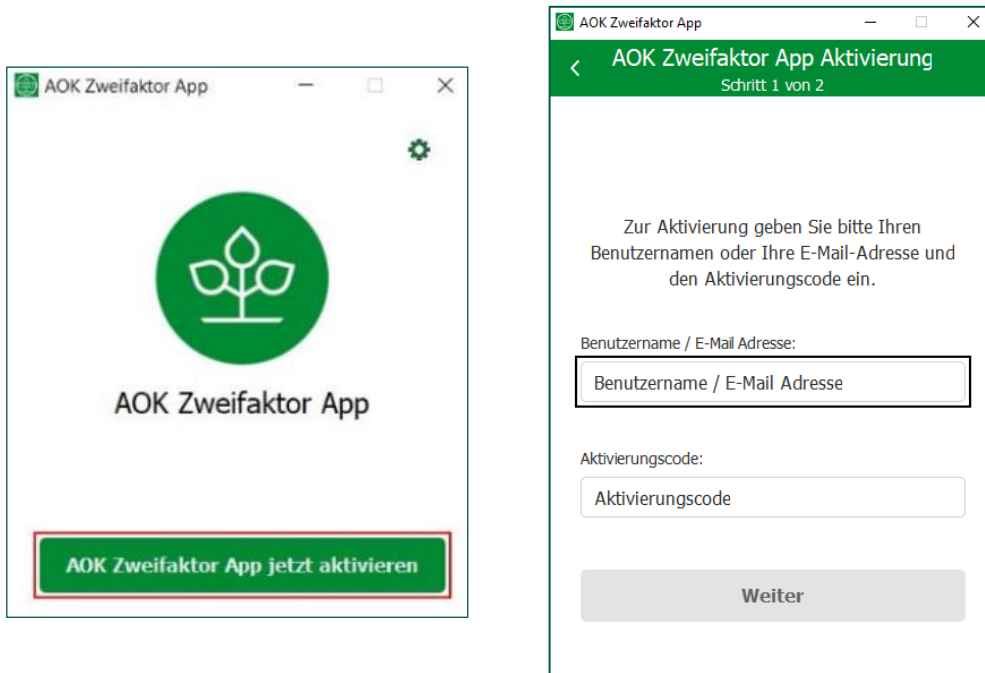 AOK Zweifaktor App
AOK Zweifaktor App
AOK Zweifaktor App jetzt aktivieren
AOK Zweifaktor App
AOK Zweifaktor App Aktivierung
Schritt 1 von 2
Zur Aktivierung geben Sie bitte Ihren
Benutzernamen oder Ihre E-Mail-Adresse und
den Aktivierungscode ein.
Benutzername / E-Mail Adresse:
Benutzername / E-Mail Adresse
Aktivierungscode:
Aktivierungscode
Weiter